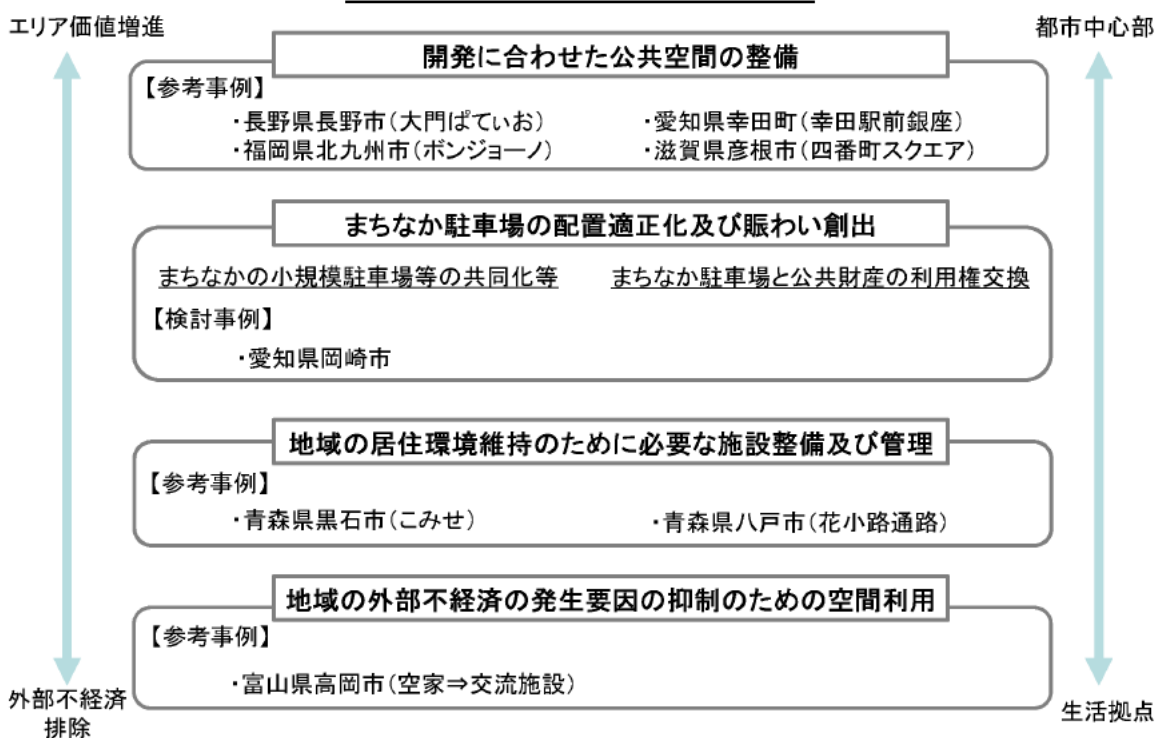 エリア価値増進
都市中心部
開発に合わせた公共空間の整備
【参考事例】
・長野県長野市(大門ぱてぃお)
・愛知県幸田町(幸田駅前銀座)
・福岡県北九州市(ボンジョーノ)
・滋賀県彦根市(四番町スクエア)
まちなか駐車場の配置適正化及び賑わい創出
まちなかの小規模駐車場等の共同化等
まちなか駐車場と公共財産の利用権交換
【検討事例】
・愛知県岡崎市
地域の居住環境維持のために必要な施設整備及び管理
【参考事例】
・青森県黒石市(こみせ)
・青森県八戸市(花小路通路)
地域の外部不経済の発生要因の抑制のための空間利用
【参考事例】
・富山県高岡市(空家⇒交流施設)
外部不経済
排除
生活拠点